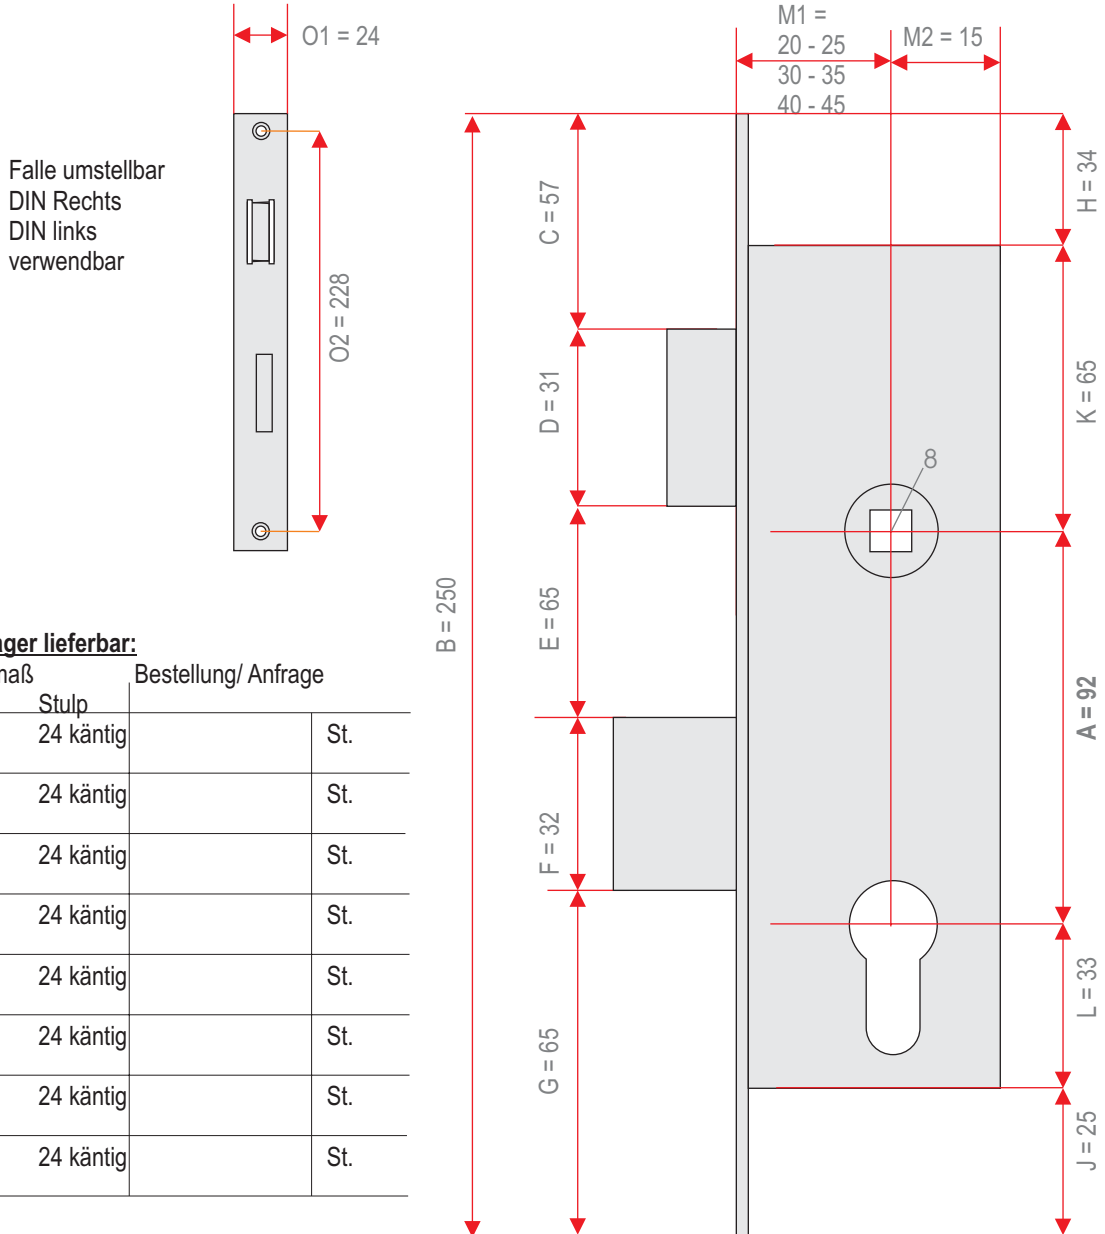 O1 = 24
M1 =
20 - 25
30 - 35
40 - 45
M2 = 15
Falle umstellbar
DIN Rechts
DIN links
verwendbar
O2 = 228
C = 57
H = 34
D = 31
K = 65
8
B = 250
E = 65
A = 92
F = 32
L = 33
G = 65
J = 25
ager lieferbar:
maß Bestellung/ Anfrage
Stulp
24 käntig St.
24 käntig St.
24 käntig St.
24 käntig St.
24 käntig St.
24 käntig St.
24 käntig St.
24 käntig St.